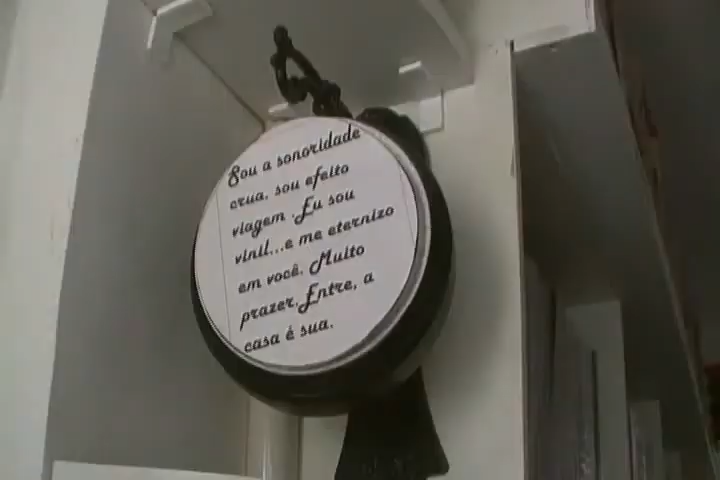 Sou a sonoridade
crua, sou efeito
viagem .Eu sou
vinil...e me eternizo
em você. Muito
prazer.Entre, a
casa é sua.